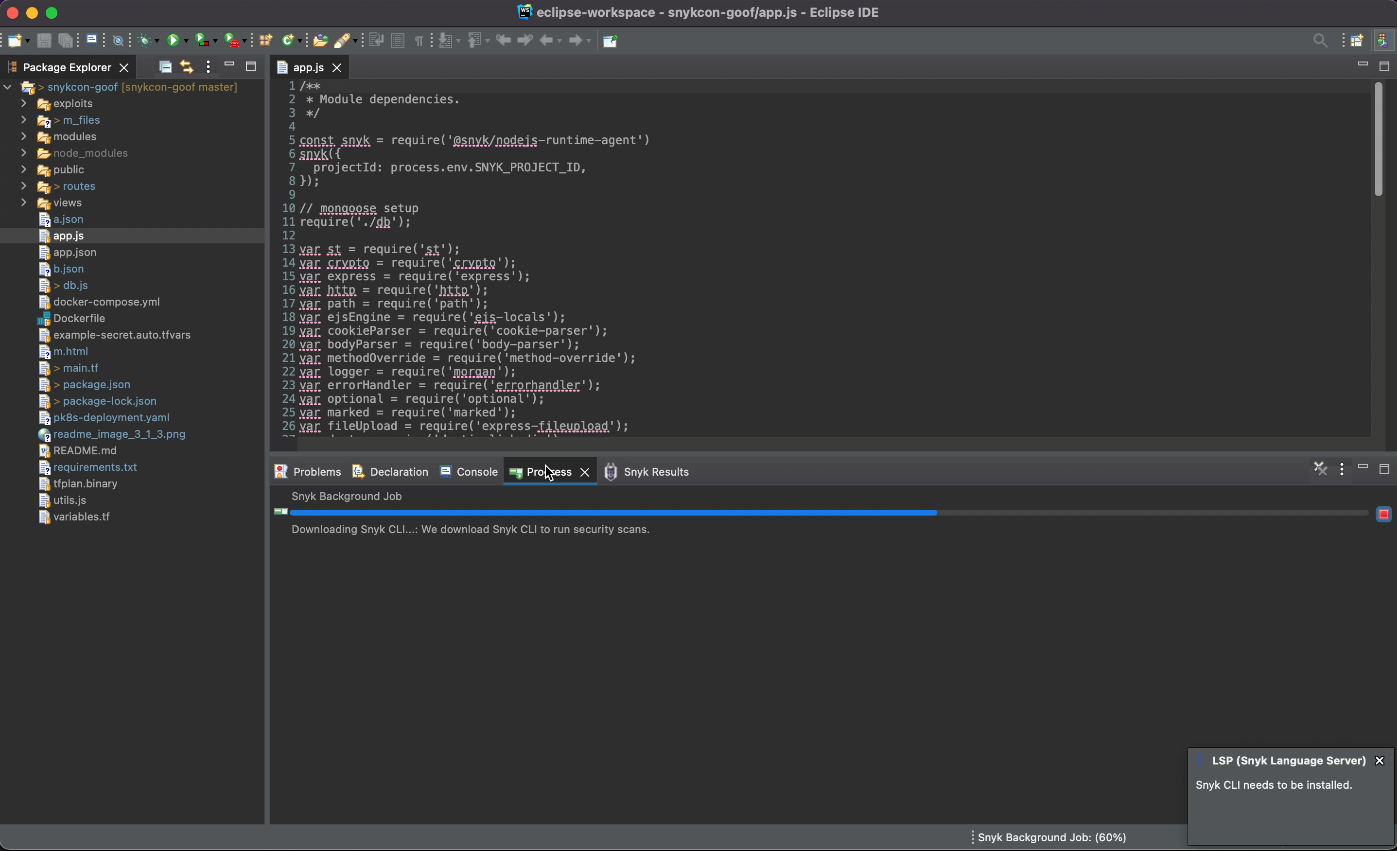 eclipse-workspace - snykcon-goof/app.js - Eclipse IDE
Package Explorer
> snykcon-goof [snykcon-goof master]
exploits
> m_files
modules
node_modules
public
> routes
views
a.json
app.js
app.json
b.json
> db.js
docker-compose.yml
Dockerfile
example-secret.auto.tfvars
m.html
> main.tf
> package.json
> package-lock.json
pk8s-deployment.yaml
readme_image_3_1_3.png
README.md
requirements.txt
tfplan.binary
utils.js
variables.tf
app.js
1 /**
2  * Module dependencies.
3  */
4
5 const snyk = require('@snyk/nodejs-runtime-agent')
6 snyk({
7   projectId: process.env.SNYK_PROJECT_ID,
8 });
9
10 // mongoose setup
11 require('./db');
12
13 var st = require('st');
14 var crypto = require('crypto');
15 var express = require('express');
16 var http = require('http');
17 var path = require('path');
18 var ejsEngine = require('ejs-locals');
19 var cookieParser = require('cookie-parser');
20 var bodyParser = require('body-parser');
21 var methodOverride = require('method-override');
22 var logger = require('morgan');
23 var errorHandler = require('errorhandler');
24 var optional = require('optional');
25 var marked = require('marked');
26 var fileUpload = require('express-fileupload');
Problems Declaration Console Progress Snyk Results
Snyk Background Job
Downloading Snyk CLI...: We download Snyk CLI to run security scans.
LSP (Snyk Language Server)
Snyk CLI needs to be installed.
Snyk Background Job: (60%)